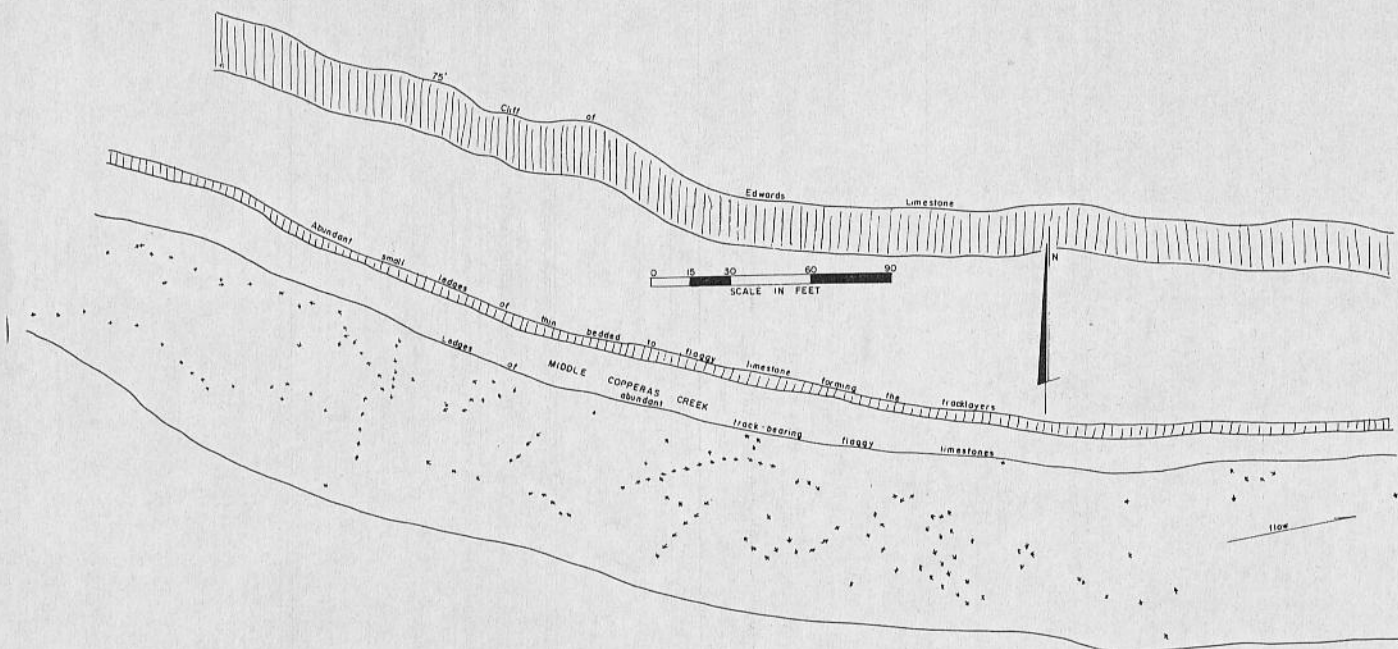 75' Cliff of Edwards Limestone
N
0 15 30 60 90
SCALE IN FEET
Abundant small ledges of thin bedded to flaggy limestone forming the tracklayers
MIDDLE COPPERAS CREEK
Ledges of abundant track-bearing flaggy limestones
flow